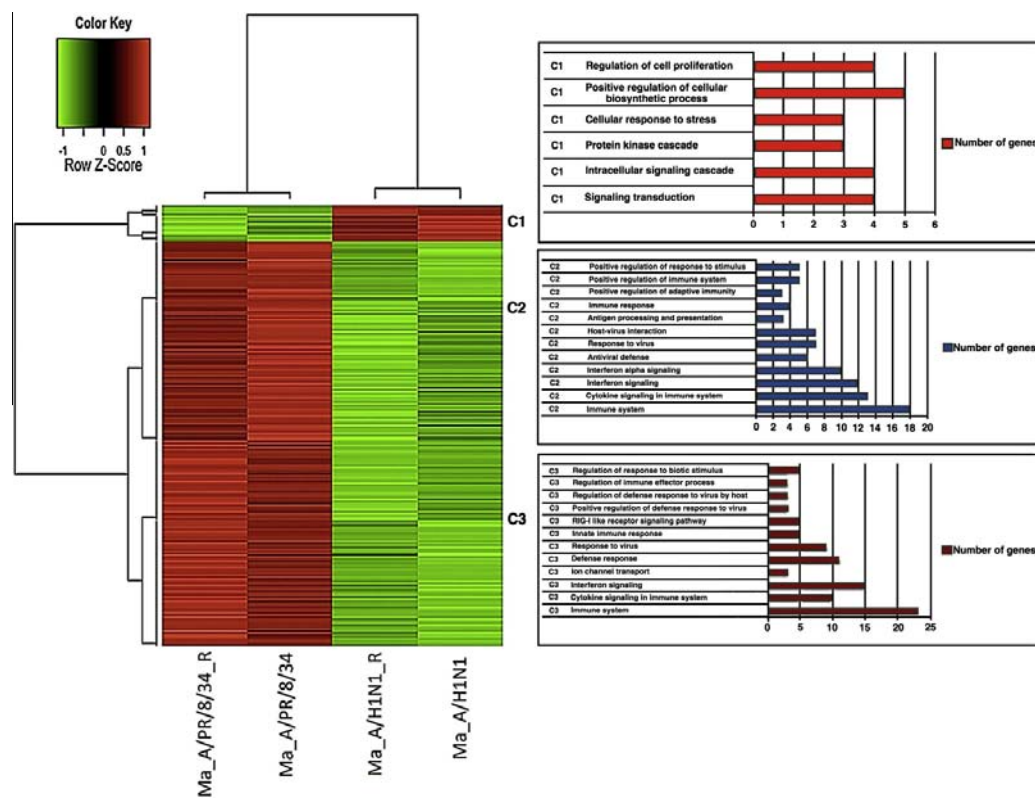 Color Key
-1 0 0.5 1
Row Z-Score
C1
C2
C3
Ma_A/PR/8/34_R
Ma_A/PR/8/34
Ma_A/H1N1_R
Ma_A/H1N1
C1 Regulation of cell proliferation
C1 Positive regulation of cellular
biosynthetic process
C1 Cellular response to stress
C1 Protein kinase cascade
C1 Intracellular signaling cascade
C1 Signaling transduction
0 1 2 3 4 5 6
Number of genes
C2 Positive regulation of response to stimulus
C2 Positive regulation of immune system
C2 Positive regulation of adaptive immunity
C2 Immune response
C2 Antigen processing and presentation
C2 Host-virus interaction
C2 Response to virus
C2 Antiviral defense
C2 Interferon alpha signaling
C2 Interferon signaling
C2 Cytokine signaling in immune system
C2 Immune system
0 2 4 6 8 10 12 14 16 18 20
Number of genes
C3 Regulation of response to biotic stimulus
C3 Regulation of immune effector process
C3 Regulation of defense response to virus by host
C3 Positive regulation of defense response to virus
C3 RIG-I like receptor signaling pathway
C3 Innate immune response
C3 Response to virus
C3 Defense response
C3 Ion channel transport
C3 Interferon signaling
C3 Cytokine signaling in immune system
C3 Immune system
0 5 10 15 20 25
Number of genes